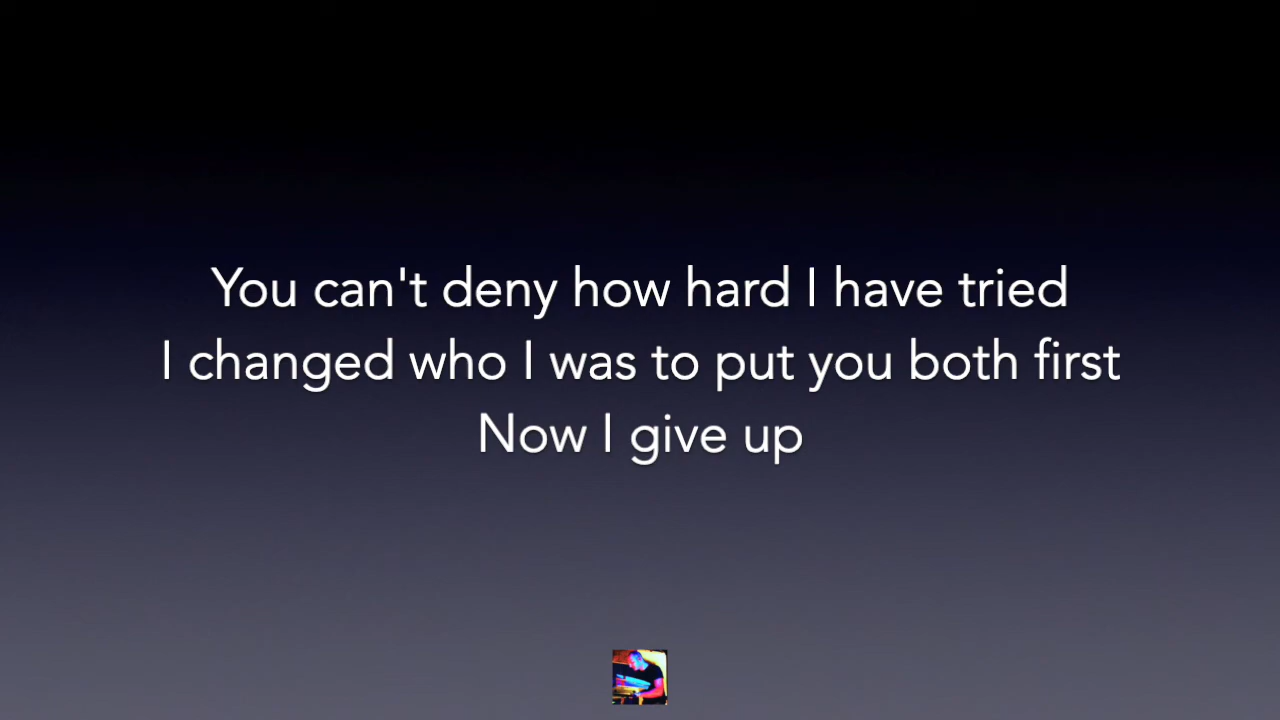 You can't deny how hard I have tried
I changed who I was to put you both first
Now I give up